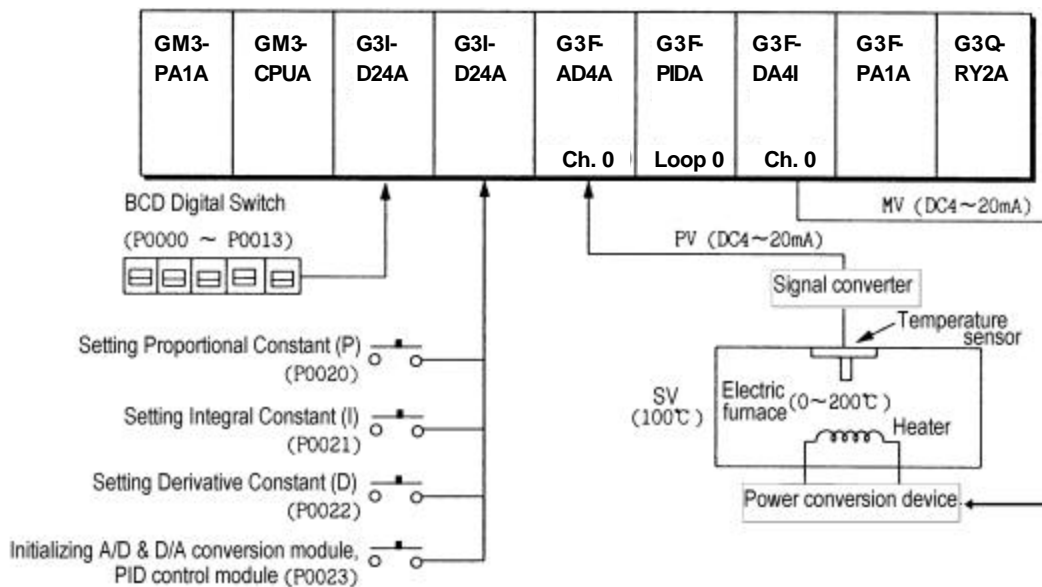 GM3- GM3- G3I- G3I- G3F- G3F- G3F- G3F- G3Q-
PA1A CPUA D24A D24A AD4A PIDA DA4I PA1A RY2A
Ch. 0 Loop 0 Ch. 0
BCD Digital Switch
(P0000 ~ P0013)
MV (DC4~20mA)
PV (DC4~20mA)
Signal converter
Temperature
sensor
Setting Proportional Constant (P)
(P0020)
SV
(100℃)
Electric
furnace
(0~200℃)
Heater
Setting Integral Constant (I)
(P0021)
Setting Derivative Constant (D)
(P0022)
Power conversion device
Initializing A/D & D/A conversion module,
PID control module (P0023)